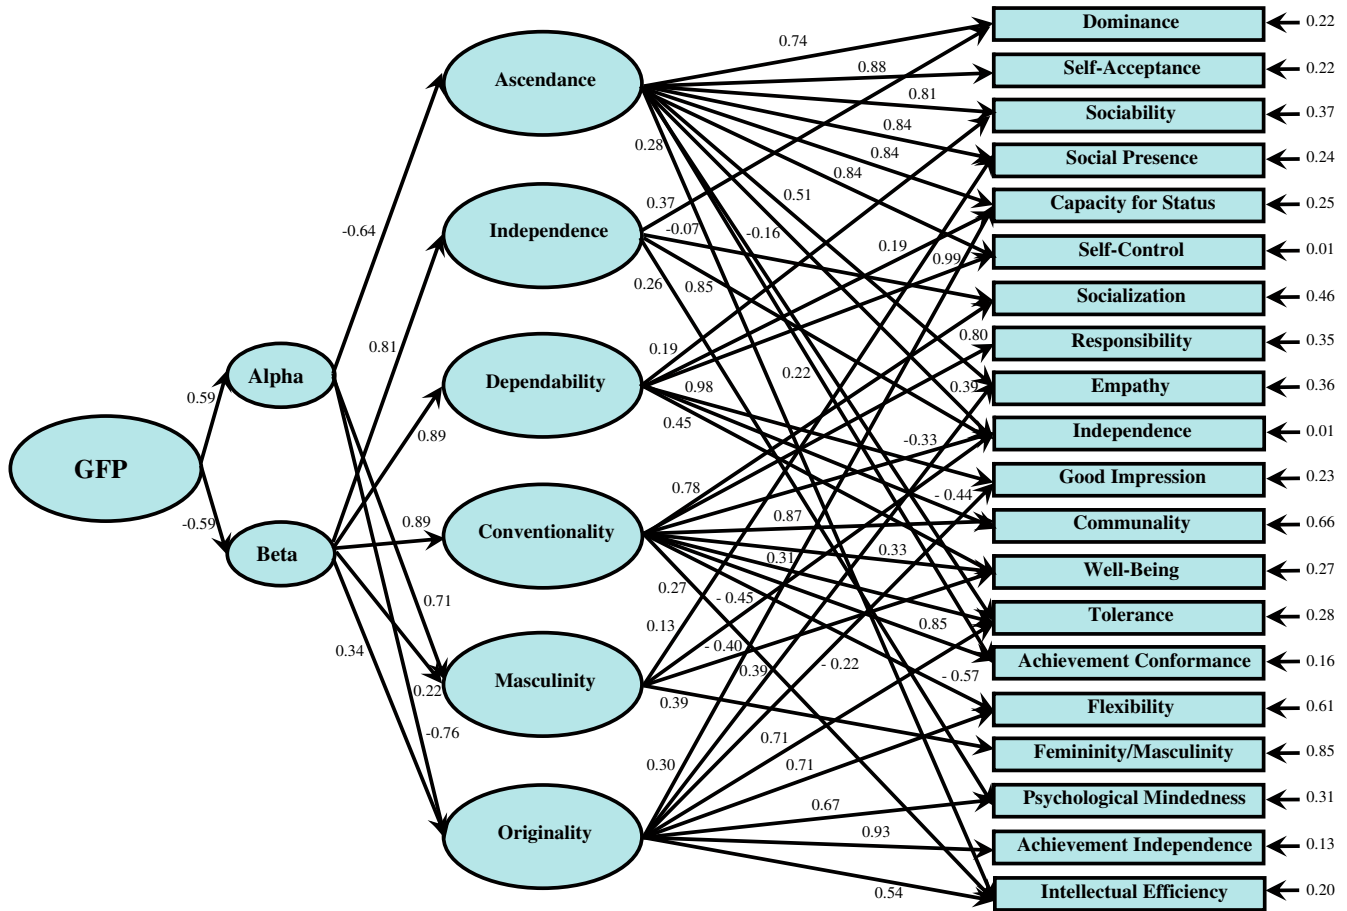 Dominance 0.22
0.74
Self-Acceptance 0.22
Ascendance
0.88
0.81
Sociability 0.37
0.84
0.28
Social Presence 0.24
0.84
0.84
0.51
Capacity for Status 0.25
0.37
-0.64
Independence
-0.07
-0.16
0.19
0.99
Self-Control 0.01
0.26
0.85
Socialization 0.46
0.81
0.19
0.80
Responsibility 0.35
Alpha
Dependability
0.98
0.22
0.39
Empathy 0.36
0.59
0.45
0.89
-0.33
Independence 0.01
GFP
Good Impression 0.23
0.78
- 0.44
-0.59
0.89
Conventionality
0.87
Communality 0.66
Beta
0.31
0.33
Well-Being 0.27
0.71
0.27
- 0.45
0.13
0.85
Tolerance 0.28
0.34
- 0.40
- 0.22
0.39
- 0.57
Achievement Conformance 0.16
0.22
Masculinity
0.39
Flexibility 0.61
-0.76
0.71
Femininity/Masculinity 0.85
0.30
0.71
Psychological Mindedness 0.31
0.67
Originality
0.93
Achievement Independence 0.13
0.54
Intellectual Efficiency 0.20